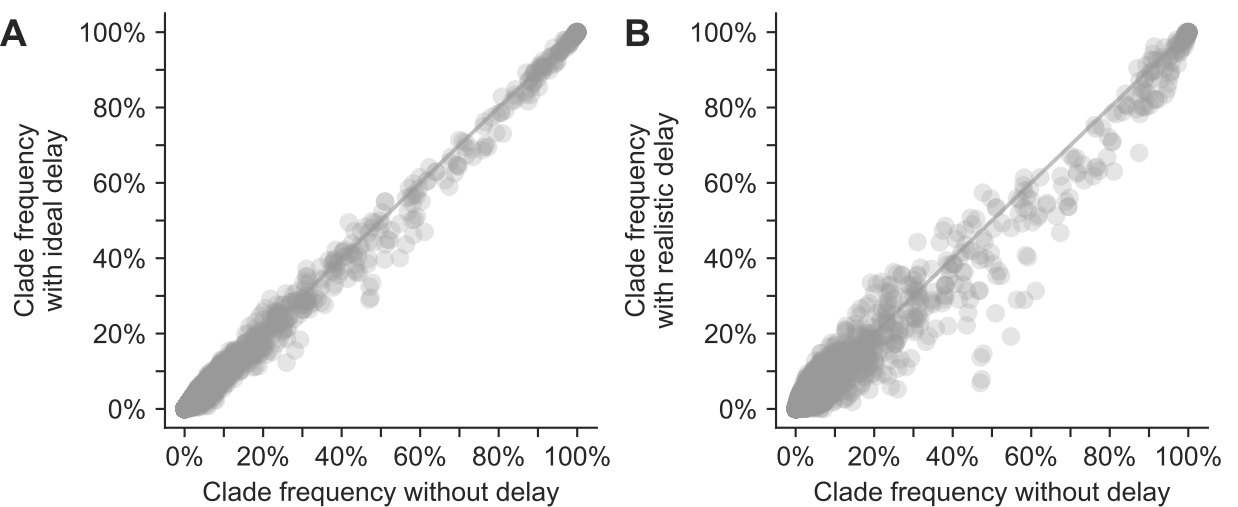 A
Clade frequency
with ideal delay
100%
80%
60%
40%
20%
0%
0% 20% 40% 60% 80% 100%
Clade frequency without delay
B
Clade frequency
with realistic delay
100%
80%
60%
40%
20%
0%
0% 20% 40% 60% 80% 100%
Clade frequency without delay